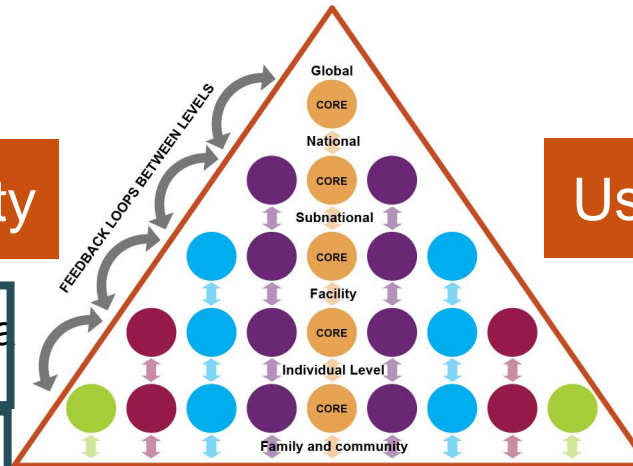 Global
CORE
National
CORE
Subnational
CORE
Facility
CORE
Individual Level
CORE
Family and community
FEEDBACK LOOPS BETWEEN LEVELS
ty
Us
a